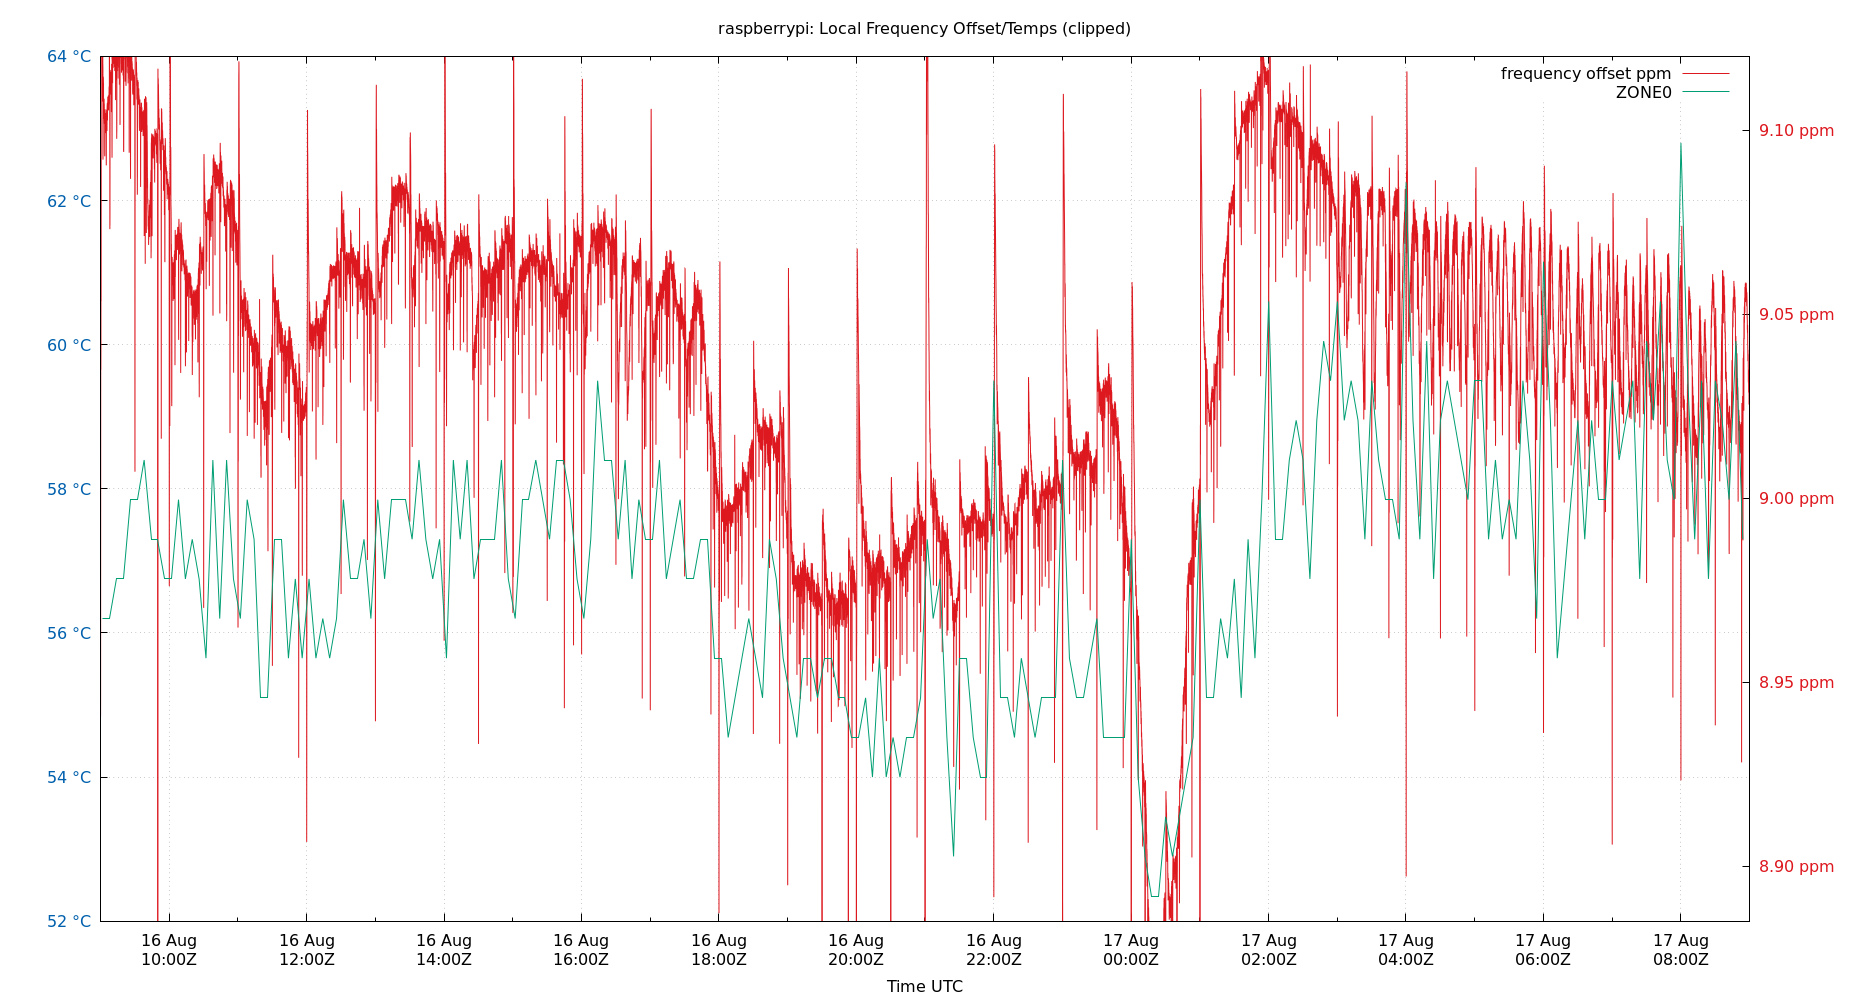 raspberrypi: Local Frequency Offset/Temps (clipped)
64 °C
62 °C
60 °C
58 °C
56 °C
54 °C
52 °C
frequency offset ppm
ZONE0
9.10 ppm
9.05 ppm
9.00 ppm
8.95 ppm
8.90 ppm
16 Aug 16 Aug 16 Aug 16 Aug 16 Aug 16 Aug 16 Aug 17 Aug 17 Aug 17 Aug 17 Aug 17 Aug
10:00Z 12:00Z 14:00Z 16:00Z 18:00Z 20:00Z 22:00Z 00:00Z 02:00Z 04:00Z 06:00Z 08:00Z
Time UTC